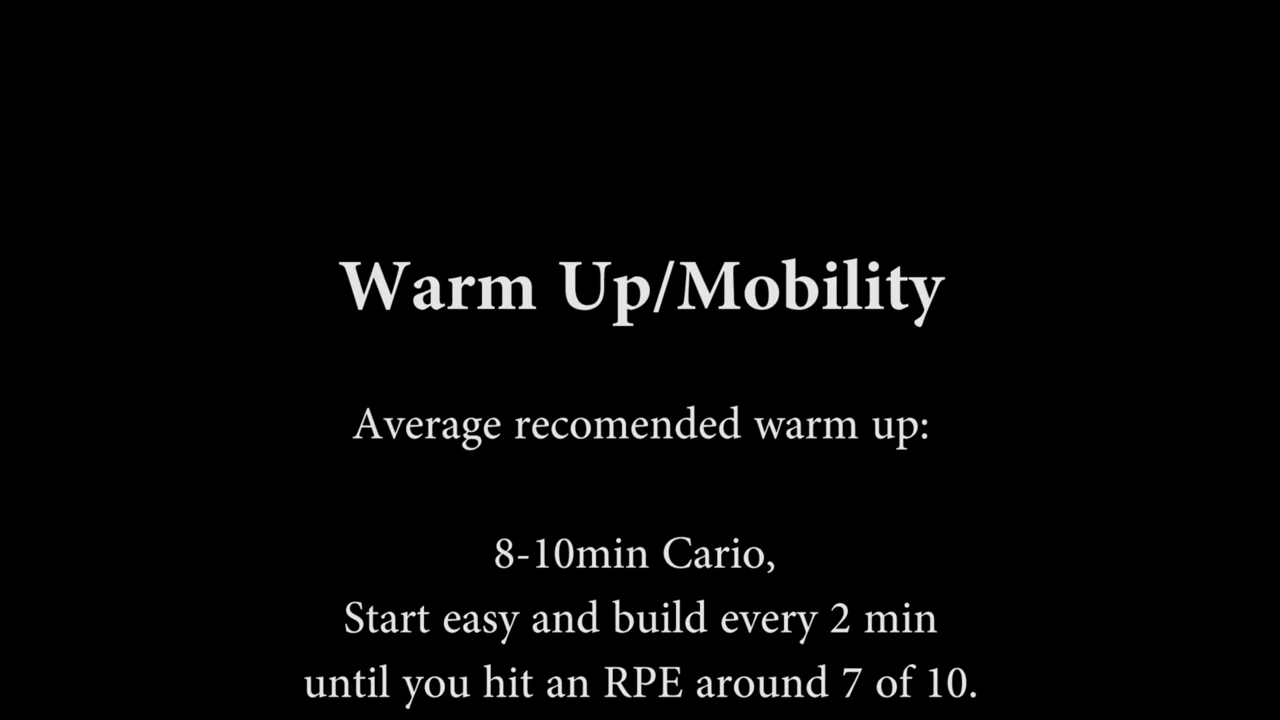 Warm Up/Mobility
Average recomended warm up:
8-10min Cario,
Start easy and build every 2 min
until you hit an RPE around 7 of 10.